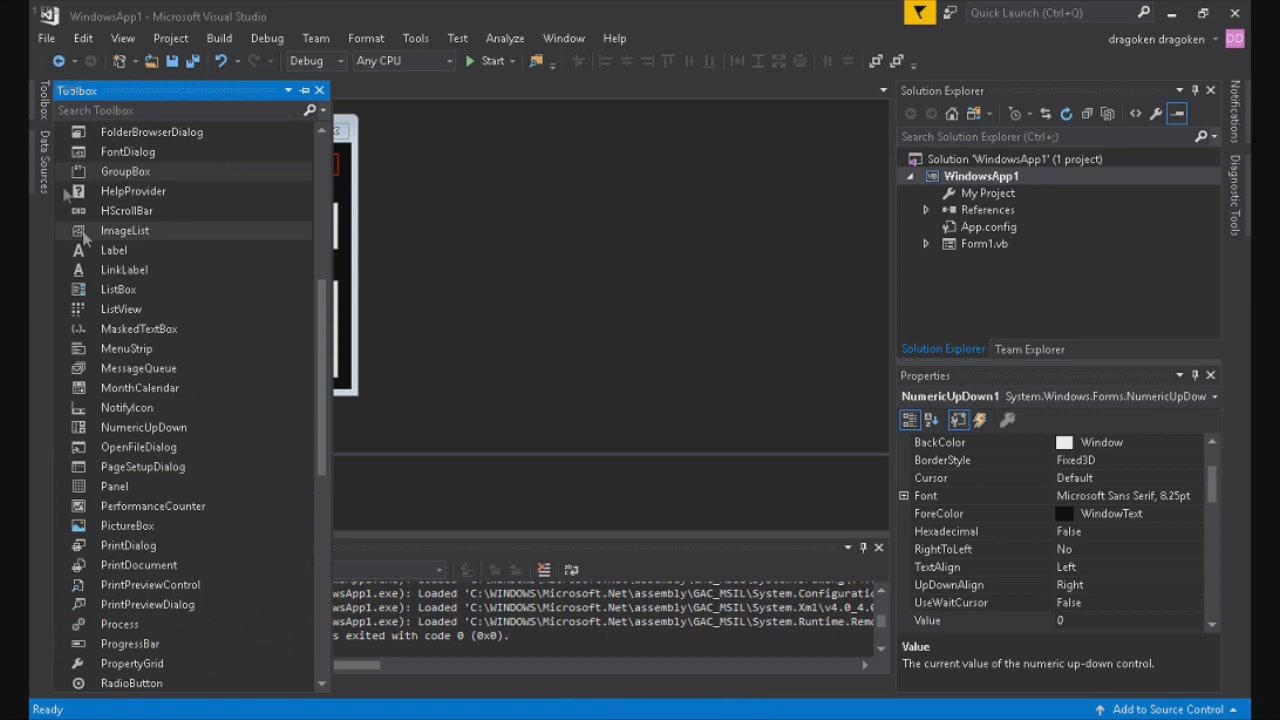 WindowsApp1 - Microsoft Visual Studio
Quick Launch (Ctrl+Q)
File Edit View Project Build Debug Team Format Tools Test Analyze Window Help
dragoken dragoken DD
Debug Any CPU Start
Toolbox
Data Sources
Toolbox
Search Toolbox
FolderBrowserDialog
FontDialog
GroupBox
HelpProvider
HScrollBar
ImageList
Label
LinkLabel
ListBox
ListView
MaskedTextBox
MenuStrip
MessageQueue
MonthCalendar
NotifyIcon
NumericUpDown
OpenFileDialog
PageSetupDialog
Panel
PerformanceCounter
PictureBox
PrintDialog
PrintDocument
PrintPreviewControl
PrintPreviewDialog
Process
ProgressBar
PropertyGrid
RadioButton
wsApp1.exe): Loaded 'C:\WINDOWS\Microsoft.Net\assembly\GAC_MSIL\System.Configuratio
wsApp1.exe): Loaded 'C:\WINDOWS\Microsoft.Net\assembly\GAC_MSIL\System.Xml\v4.0_4.0
wsApp1.exe): Loaded 'C:\WINDOWS\Microsoft.Net\assembly\GAC_MSIL\System.Runtime.Remo
s exited with code 0 (0x0).
Solution Explorer
Search Solution Explorer (Ctrl+;)
Solution 'WindowsApp1' (1 project)
WindowsApp1
My Project
References
App.config
Form1.vb
Solution Explorer Team Explorer
Properties
NumericUpDown1 System.Windows.Forms.NumericUpDow
BackColor Window
BorderStyle Fixed3D
Cursor Default
Font Microsoft Sans Serif, 8.25pt
ForeColor WindowText
Hexadecimal False
RightToLeft No
TextAlign Left
UpDownAlign Right
UseWaitCursor False
Value 0
Value
The current value of the numeric up-down control.
Notifications
Diagnostic Tools
Ready
Add to Source Control